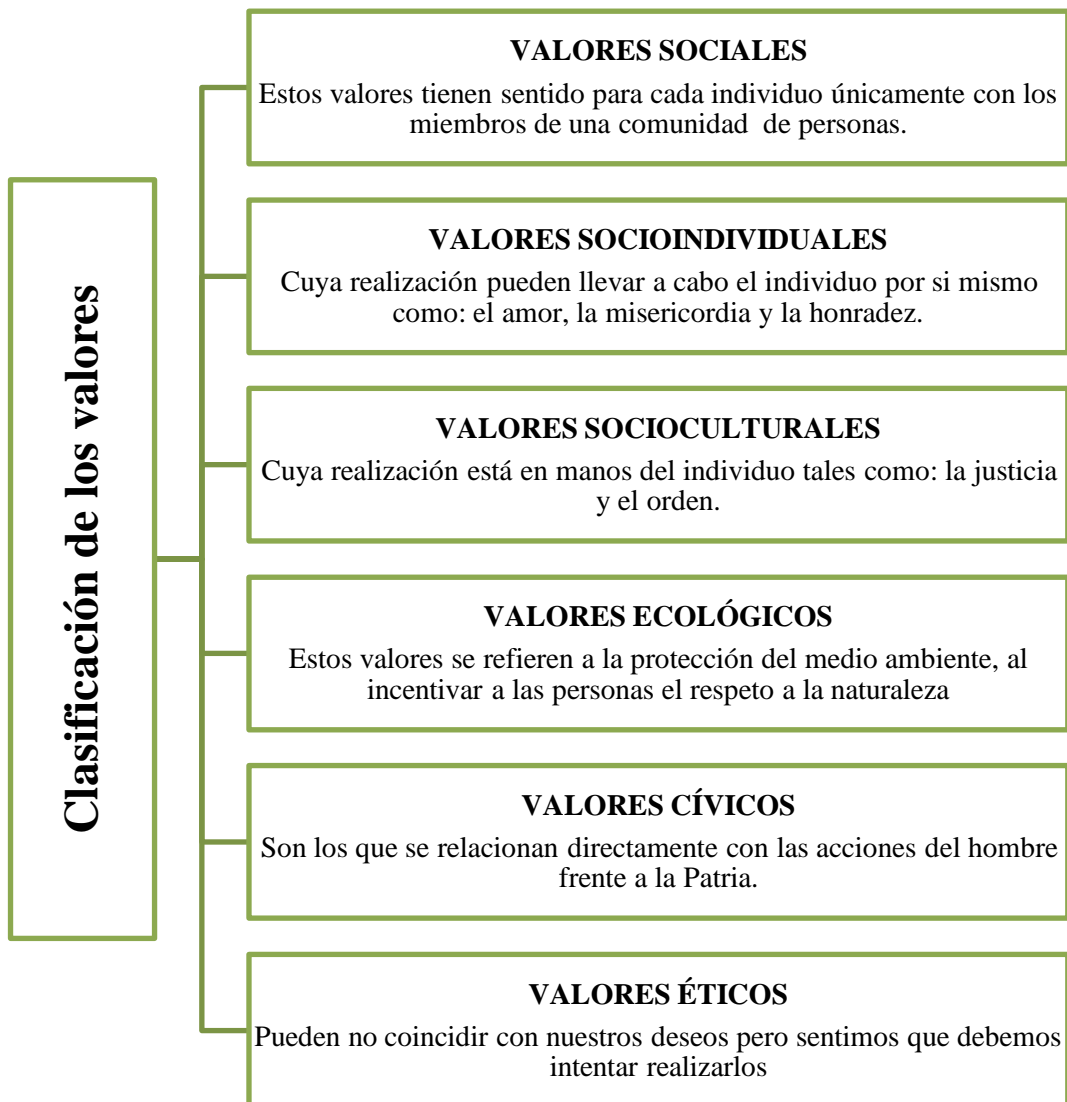 Clasificación de los valores
VALORES SOCIALES
Estos valores tienen sentido para cada individuo únicamente con los
miembros de una comunidad de personas.
VALORES SOCIOINDIVIDUALES
Cuya realización pueden llevar a cabo el individuo por si mismo
como: el amor, la misericordia y la honradez.
VALORES SOCIOCULTURALES
Cuya realización está en manos del individuo tales como: la justicia
y el orden.
VALORES ECOLÓGICOS
Estos valores se refieren a la protección del medio ambiente, al
incentivar a las personas el respeto a la naturaleza
VALORES CÍVICOS
Son los que se relacionan directamente con las acciones del hombre
frente a la Patria.
VALORES ÉTICOS
Pueden no coincidir con nuestros deseos pero sentimos que debemos
intentar realizarlos